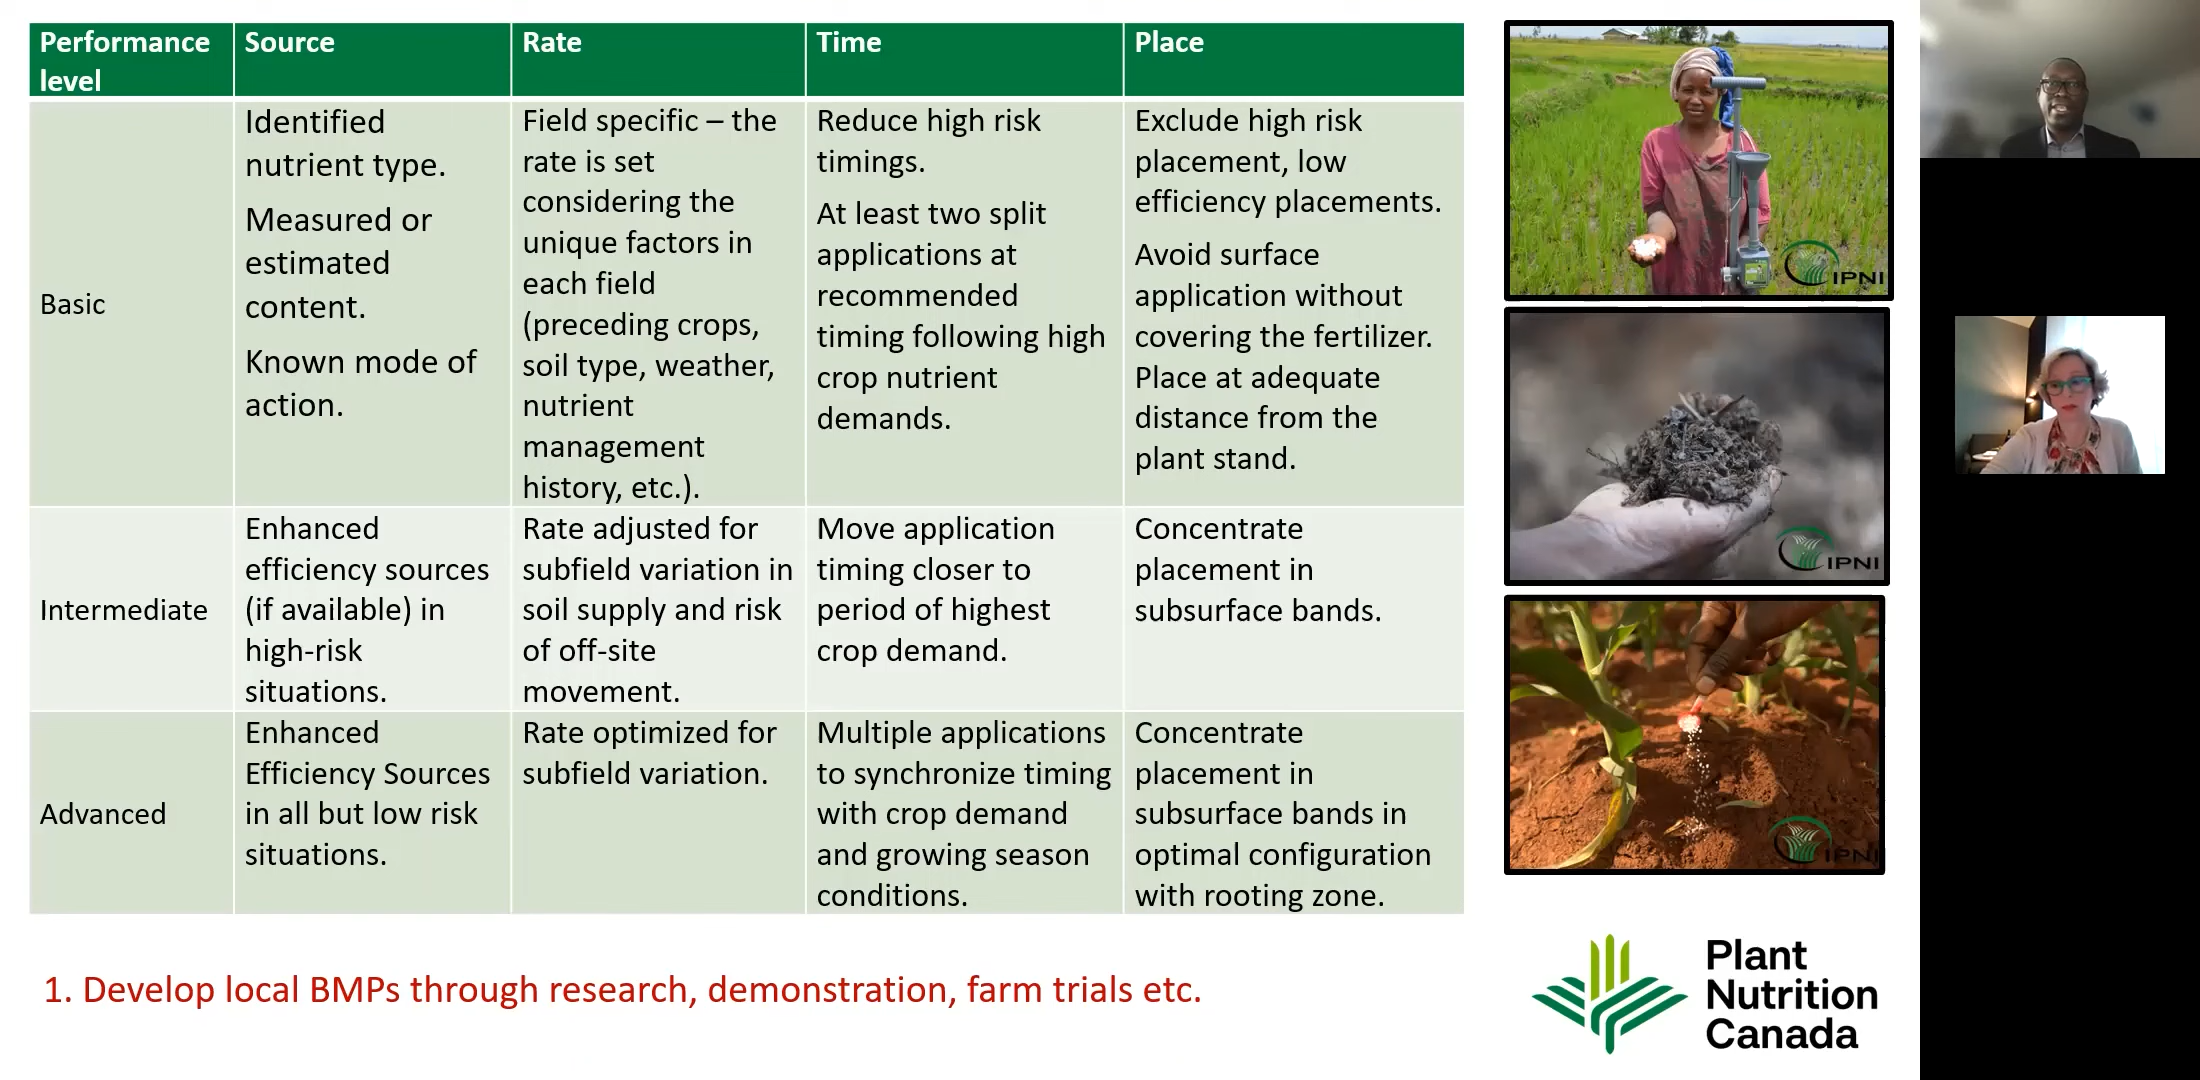 Performance
level
Source
Rate
Time
Place
Basic
Identified
nutrient type.
Measured or
estimated
content.
Known mode of
action.
Field specific – the
rate is set
considering the
unique factors in
each field
(preceding crops,
soil type, weather,
nutrient
management
history, etc.).
Reduce high risk
timings.
At least two split
applications at
recommended
timing following high
crop nutrient
demands.
Exclude high risk
placement, low
efficiency placements.
Avoid surface
application without
covering the fertilizer.
Place at adequate
distance from the
plant stand.
Intermediate
Enhanced
efficiency sources
(if available) in
high-risk
situations.
Rate adjusted for
subfield variation in
soil supply and risk
of off-site
movement.
Move application
timing closer to
period of highest
crop demand.
Concentrate
placement in
subsurface bands.
Advanced
Enhanced
Efficiency Sources
in all but low risk
situations.
Rate optimized for
subfield variation.
Multiple applications
to synchronize timing
with crop demand
and growing season
conditions.
Concentrate
placement in
subsurface bands in
optimal configuration
with rooting zone.
1. Develop local BMPs through research, demonstration, farm trials etc.
IPNI
IPNI
IPNI
Plant
Nutrition
Canada